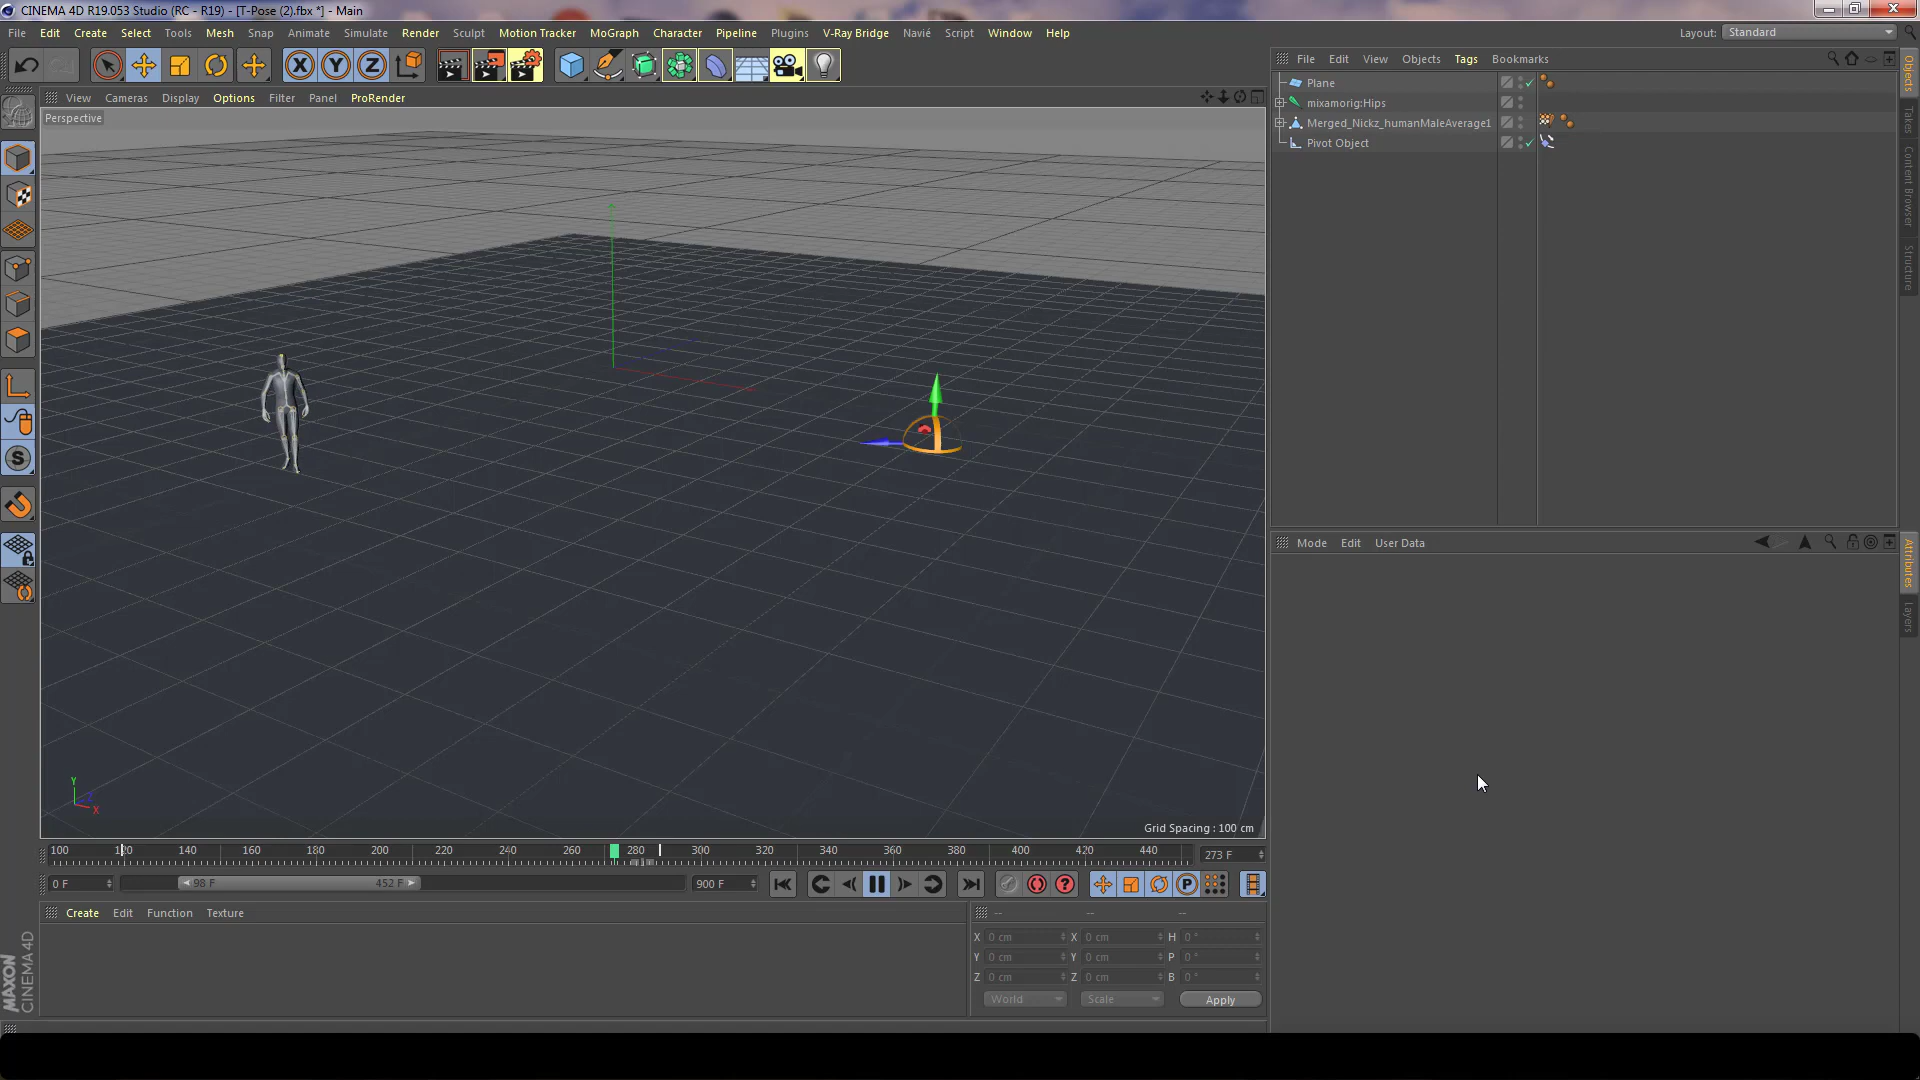 CINEMA 4D R19.053 Studio (RC - R19) - [T-Pose (2).fbx *] - Main
File Edit Create Select Tools Mesh Snap Animate Simulate Render Sculpt Motion Tracker MoGraph Character Pipeline Plugins V-Ray Bridge Navié Script Window Help Layout: Standard
X Y Z
File Edit View Objects Tags Bookmarks
View Cameras Display Options Filter Panel ProRender
Perspective
Plane
mixamorig:Hips
Merged_Nickz_humanMaleAverage1
Pivot Object
Objects
Takes
Content Browser
Structure
Mode Edit User Data
Attributes
Layers
S
Y
Z
X
Grid Spacing : 100 cm
100 120 140 160 180 200 220 240 260 280 300 320 340 360 380 400 420 440 273 F
0 F 98 F 452 F 900 F P
Create Edit Function Texture
-- -- --
X 0 cm X 0 cm H 0 °
Y 0 cm Y 0 cm P 0 °
Z 0 cm Z 0 cm B 0 °
World Scale Apply
MAXON
CINEMA 4D